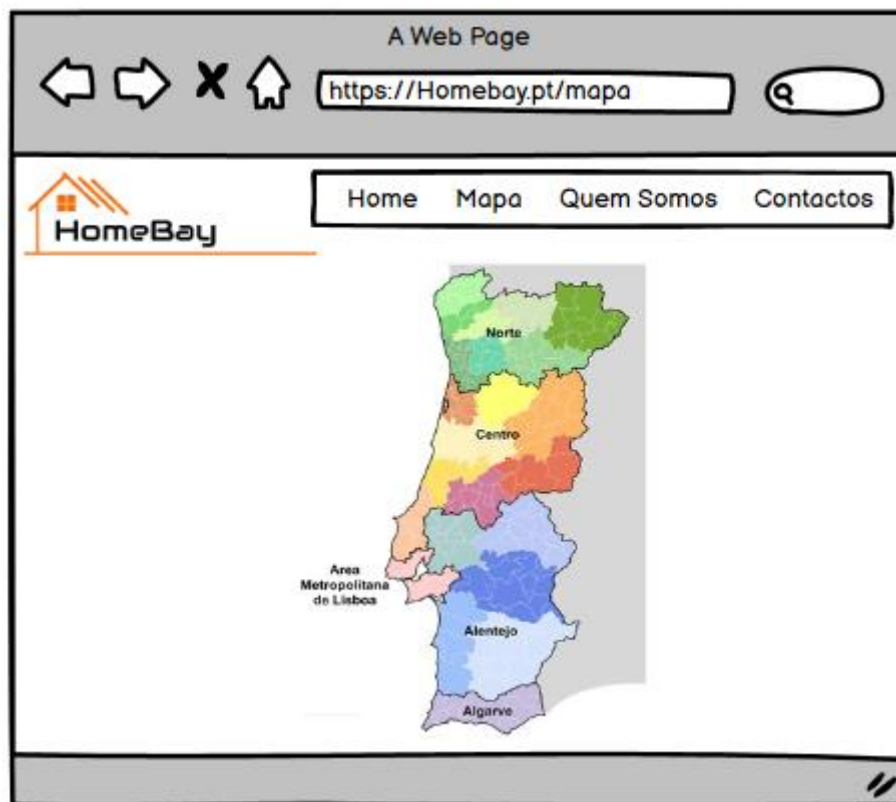 A Web Page
https://Homebay.pt/mapa
HomeBay
Home Mapa Quem Somos Contactos
Norte
Centro
Area
Metropolitana
de Lisboa
Alentejo
Algarve